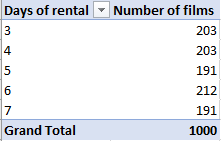 Days of rental Number of films
3 203
4 203
5 191
6 212
7 191
Grand Total 1000